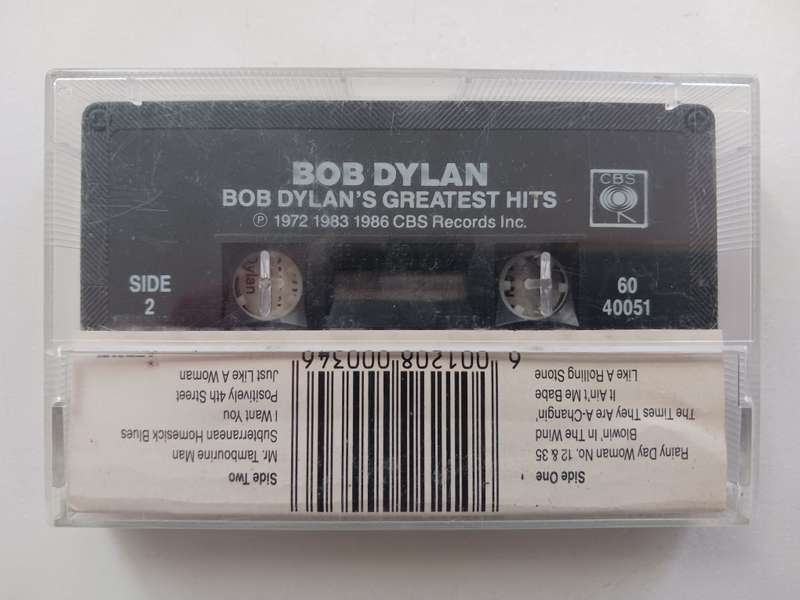 BOB DYLAN
BOB DYLAN'S GREATEST HITS
Ⓟ 1972 1983 1986 CBS Records Inc.
CBS
SIDE
2
60
40051
Side One
Rainy Day Woman No. 12 & 35
Blowin' In The Wind
The Times They Are A-Changin'
It Ain't Me Babe
Like A Rolling Stone
Side Two
Mr. Tambourine Man
Subterranean Homesick Blues
I Want You
Positively 4th Street
Just Like A Woman
6 001208 000346